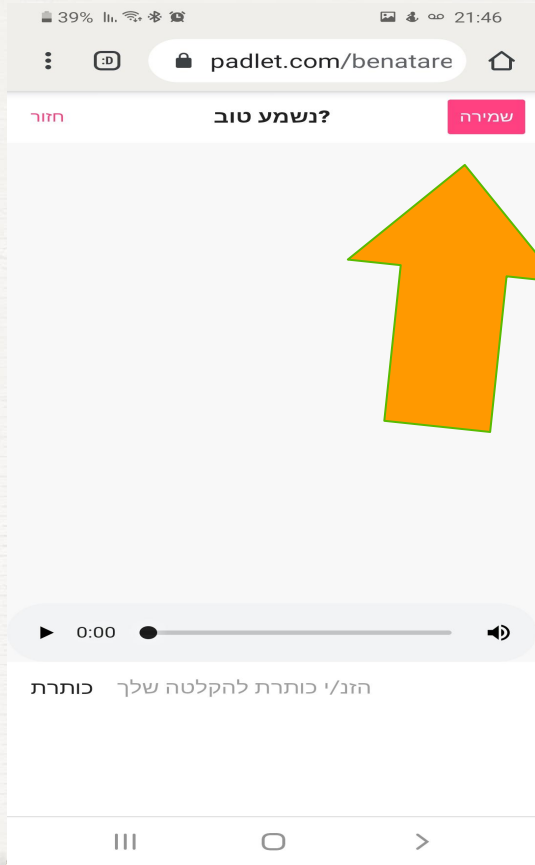 39% 21:46
:D padlet.com/benatare
שמירה ?נשמע טוב חזור
0:00
כותרת הזנ/י כותרת להקלטה שלך